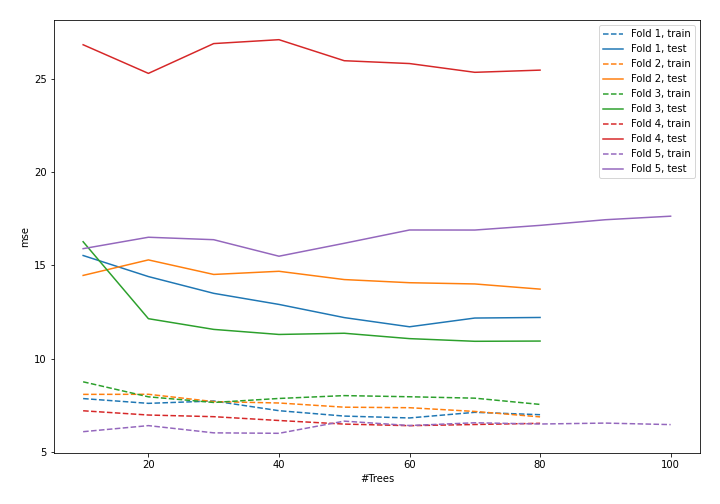 Fold 1, train
Fold 1, test
Fold 2, train
Fold 2, test
Fold 3, train
Fold 3, test
Fold 4, train
Fold 4, test
Fold 5, train
Fold 5, test
25
20
15
10
5
mse
20
40
60
80
100
#Trees